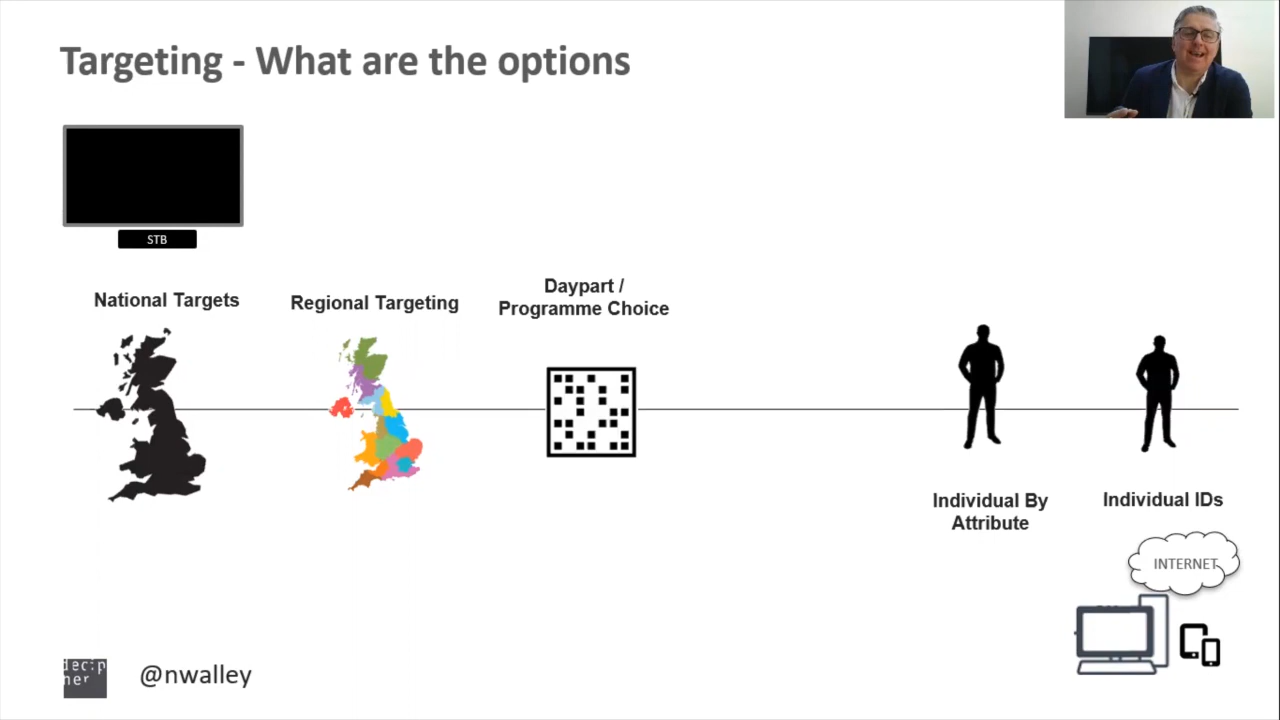 Targeting - What are the options
STB
National Targets
Regional Targeting
Daypart /
Programme Choice
Individual By
Attribute
Individual IDs
INTERNET
decip
her
@nwalley